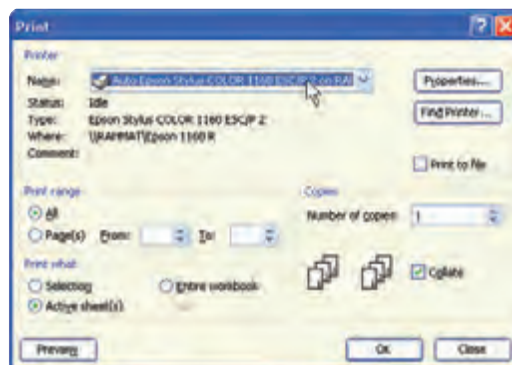 Print
Printer
Name: Auto Epson Stylus COLOR 1160 ESC/P 2 on RAI
Properties...
Status: Idle
Find Printer...
Type: Epson Stylus COLOR 1160 ESC/P 2
Where: \\RAHMAT\Epson 1160 R
Comment:
Print to file
Print range
Copies
All
Number of copies: 1
Page(s) From: To:
Print what
Selection Entire workbook
Collate
Active sheet(s)
Preview OK Close